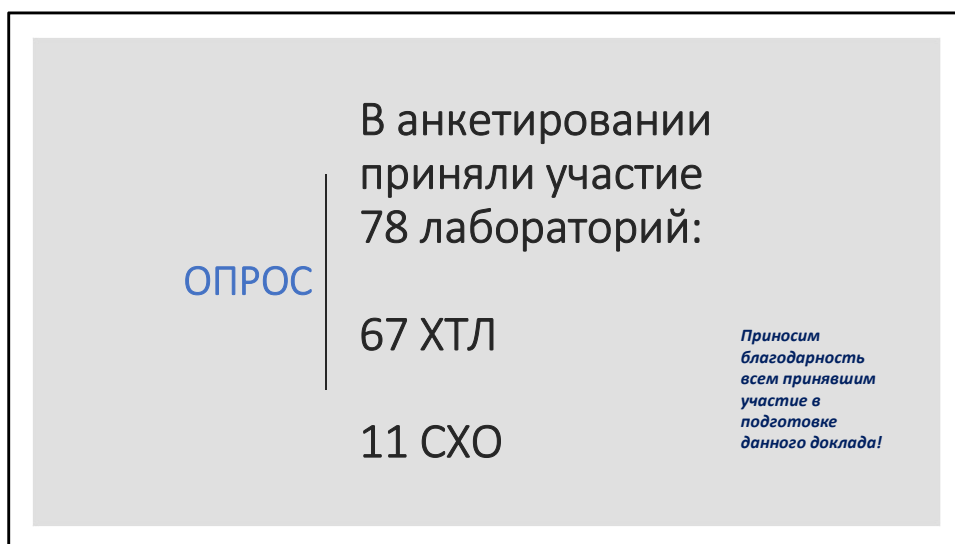 ОПРОС
В анкетировании
приняли участие
78 лабораторий:
67 ХТЛ
11 СХО
Приносим
благодарность
всем принявшим
участие в
подготовке
данного доклада!